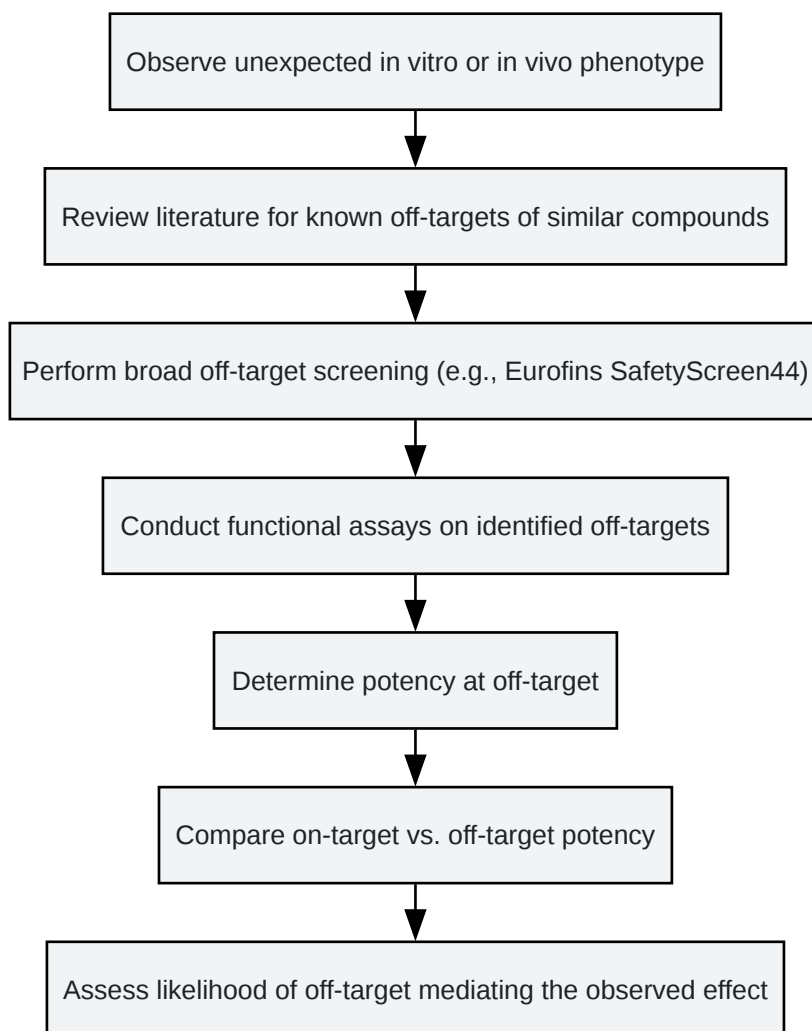 Observe unexpected in vitro or in vivo phenotype
Review literature for known off-targets of similar compounds
Perform broad off-target screening (e.g., Eurofins SafetyScreen44)
Conduct functional assays on identified off-targets
Determine potency at off-target
Compare on-target vs. off-target potency
Assess likelihood of off-target mediating the observed effect